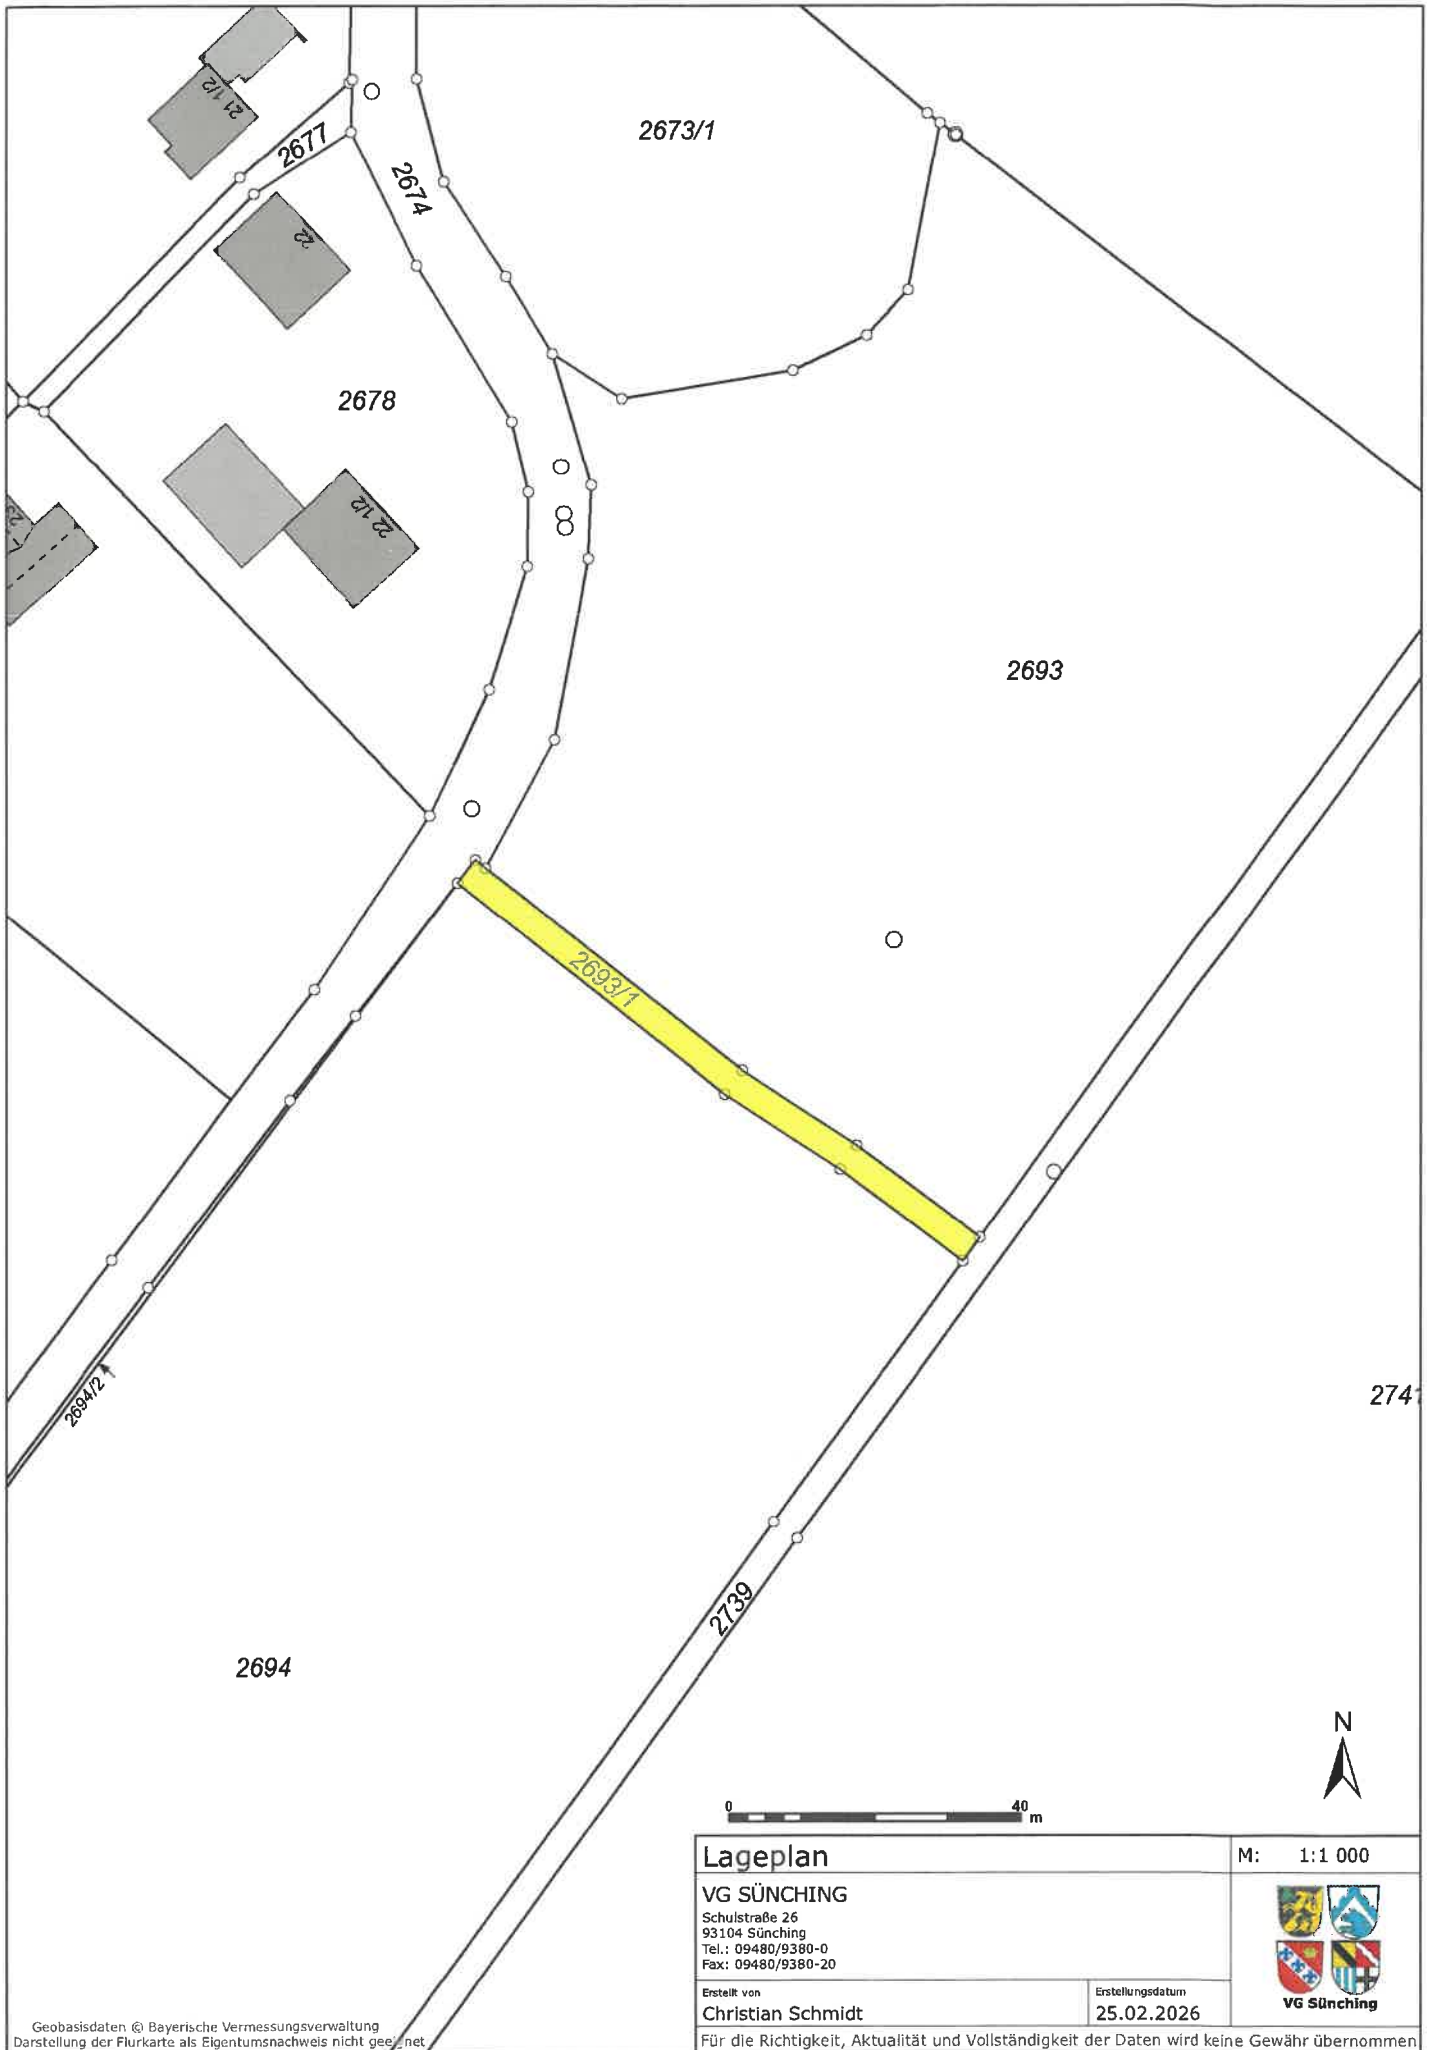 21 1/2
2677
2673/1
2674
22
2678
22 1/2
23
2693
2693/1
2694/2
2739
2694
N
0 40
m
Lageplan
M: 1:1 000
VG SÜNCHING
Schulstraße 26
93104 Sünching
Tel.: 09480/9380-0
Fax: 09480/9380-20
VG Sünching
Erstellt von
Christian Schmidt
Erstellungsdatum
25.02.2026
Für die Richtigkeit, Aktualität und Vollständigkeit der Daten wird keine Gewähr übernommen
Geobasisdaten © Bayerische Vermessungsverwaltung
Darstellung der Flurkarte als Eigentumsnachweis nicht geeignet